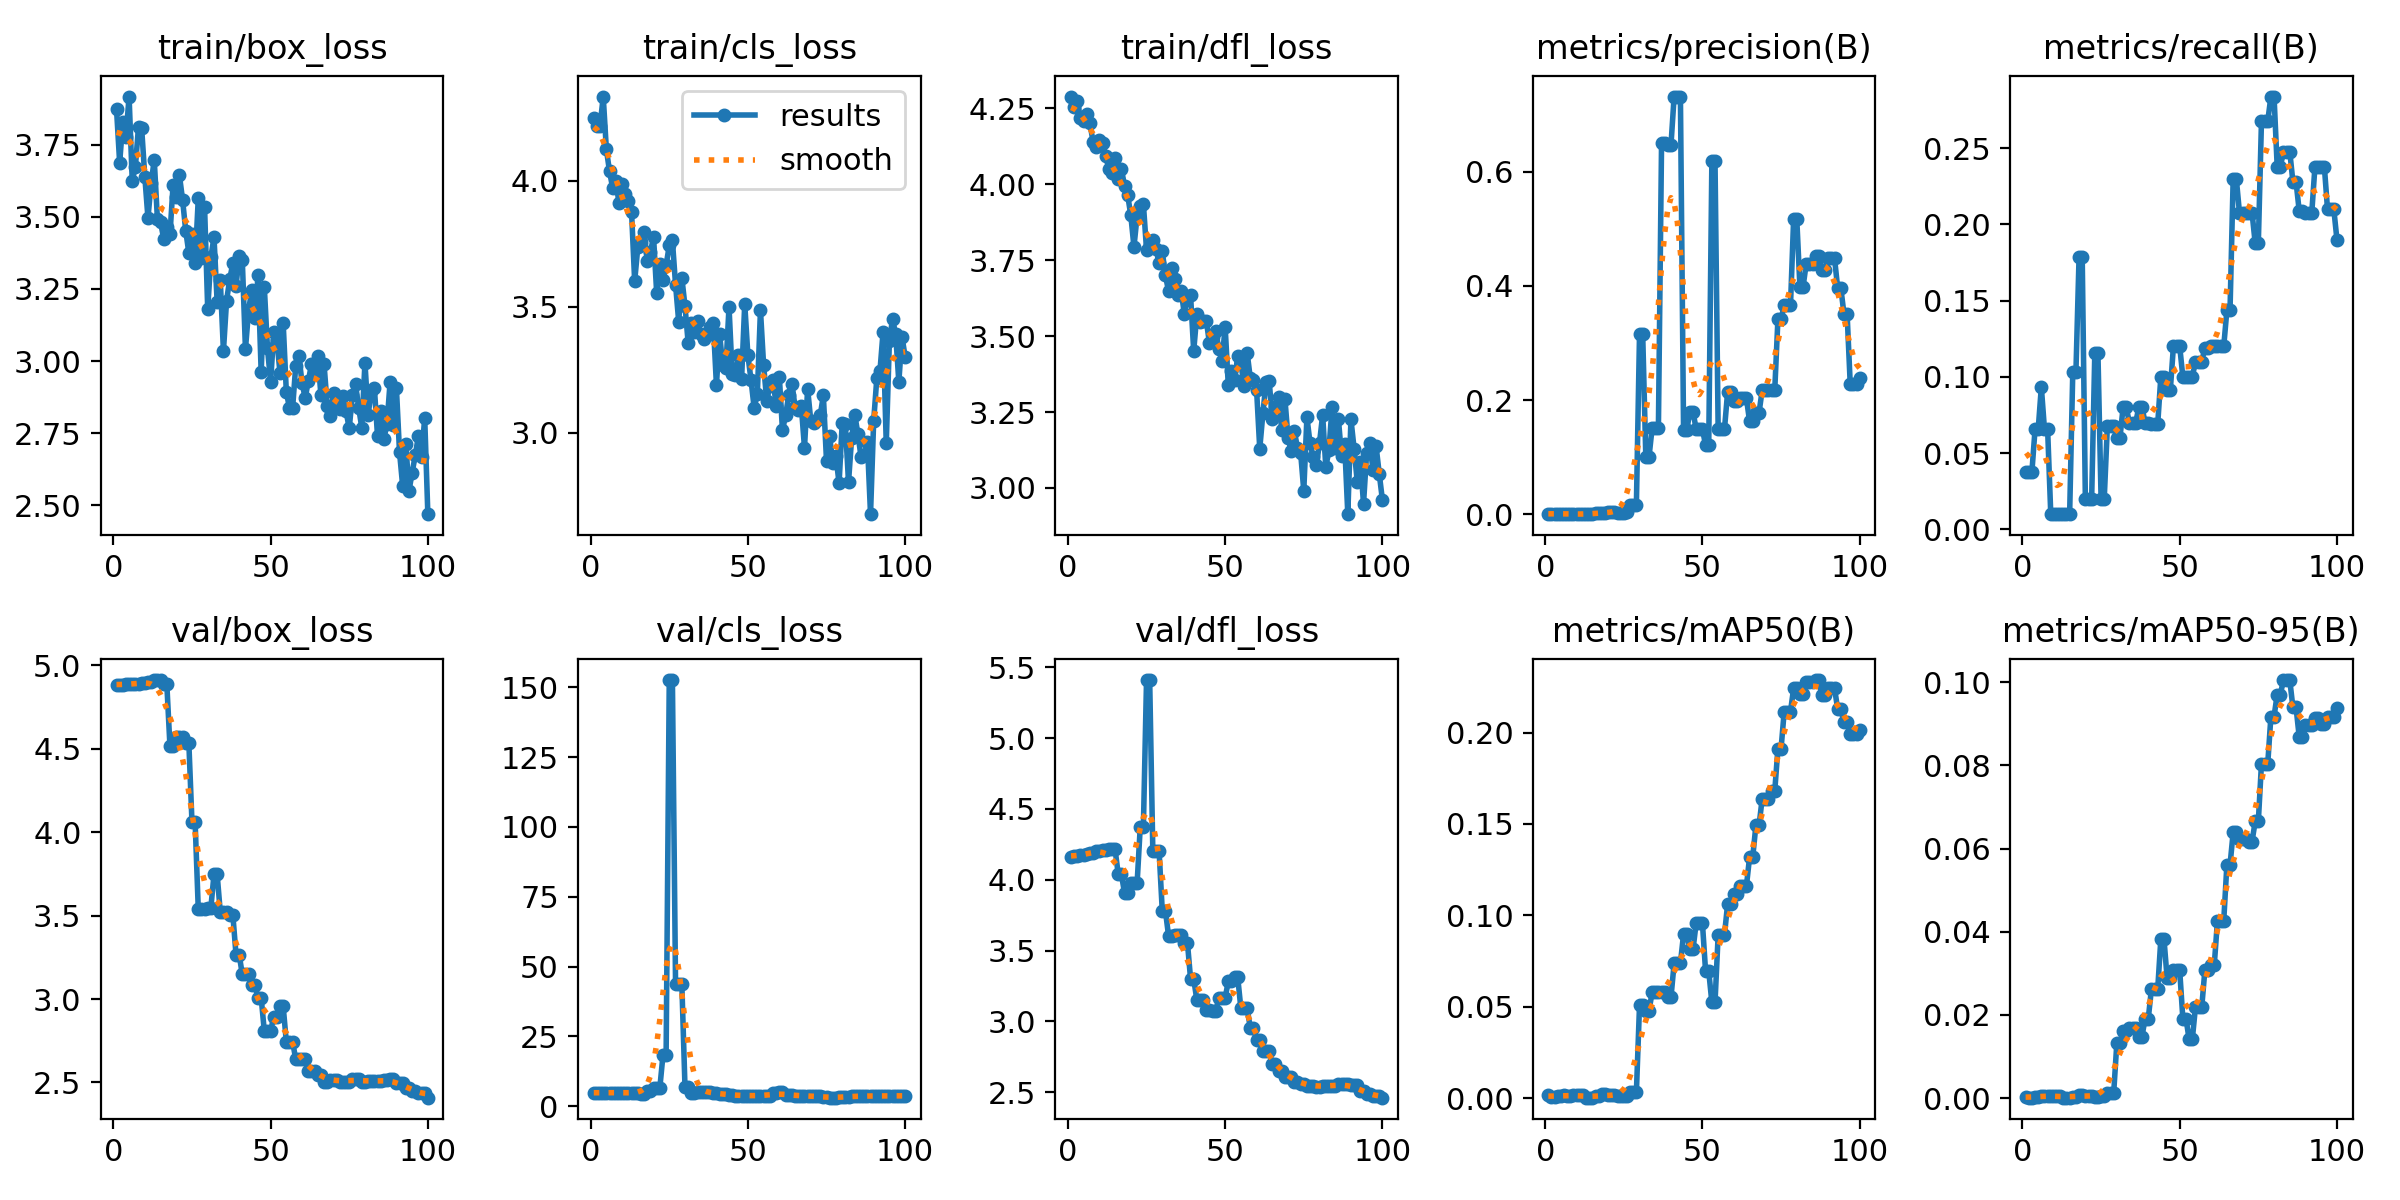 train/box_loss
3.75
3.50
3.25
3.00
2.75
2.50
0 50 100
train/cls_loss
results
smooth
4.0
3.5
3.0
0 50 100
train/dfl_loss
4.25
4.00
3.75
3.50
3.25
3.00
0 50 100
metrics/precision(B)
0.6
0.4
0.2
0.0
0 50 100
metrics/recall(B)
0.25
0.20
0.15
0.10
0.05
0.00
0 50 100
val/box_loss
5.0
4.5
4.0
3.5
3.0
2.5
0 50 100
val/cls_loss
150
125
100
75
50
25
0
0 50 100
val/dfl_loss
5.5
5.0
4.5
4.0
3.5
3.0
2.5
0 50 100
metrics/mAP50(B)
0.20
0.15
0.10
0.05
0.00
0 50 100
metrics/mAP50-95(B)
0.10
0.08
0.06
0.04
0.02
0.00
0 50 100